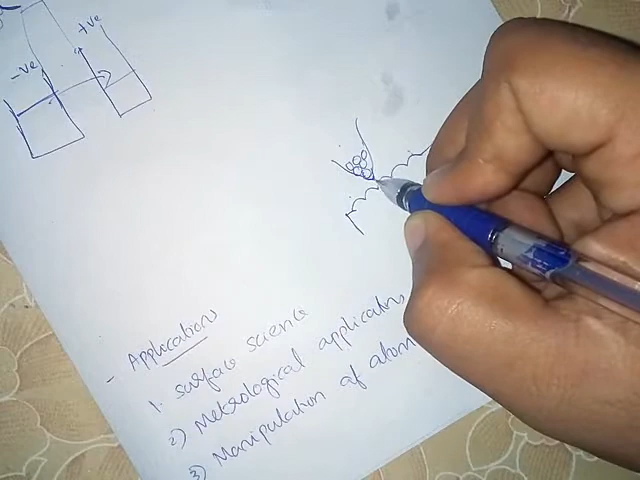 +ve
-ve
- Applications
1. surface science
2) Metrological applications
3) Manipulation of atom